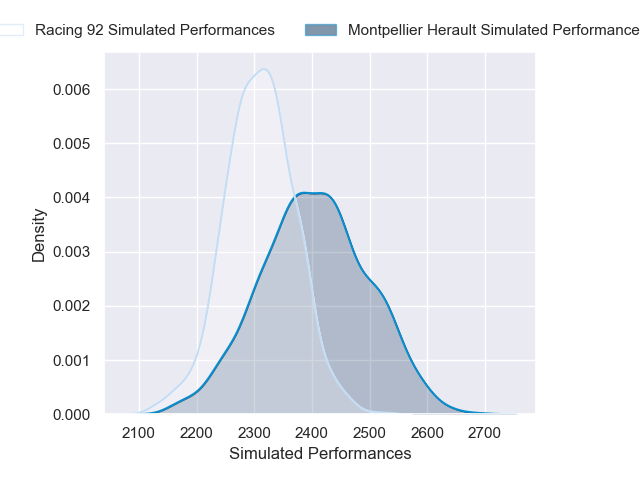 Racing 92 Simulated Performances Montpellier Herault Simulated Performance
0.006
0.005
0.004
0.003
0.002
0.001
0.000
Density
2100 2200 2300 2400 2500 2600 2700
Simulated Performances